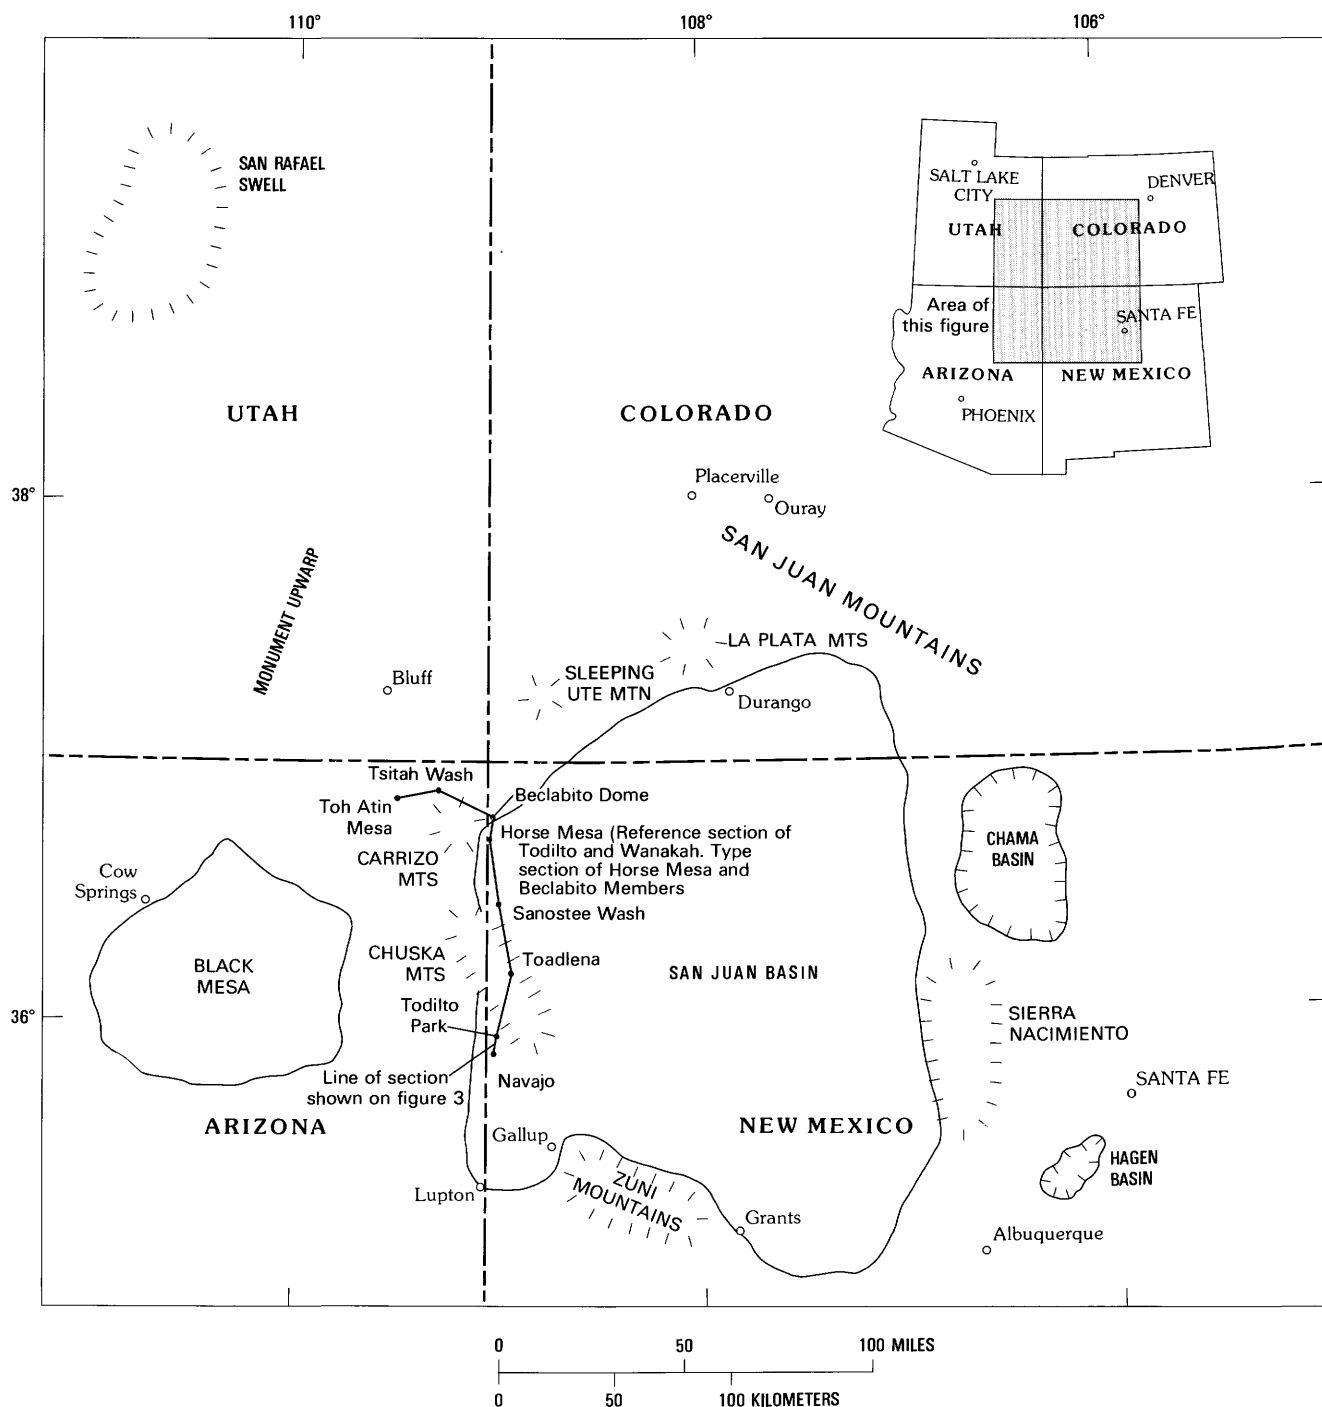 110°
108°
106°
SAN RAFAEL
SWELL
SALT LAKE
CITY
DENVER
UTAH
COLORADO
Area of
this figure
SANTA FE
ARIZONA
NEW MEXICO
PHOENIX
UTAH
COLORADO
38°
Placerville
Ouray
SAN JUAN MOUNTAINS
MONUMENT UPWARP
LA PLATA MTS
Bluff
SLEEPING
UTE MTN
Durango
Tsitah Wash
Toh Atin
Mesa
Beclabito Dome
Horse Mesa (Reference section of
Todilto and Wanakah. Type
section of Horse Mesa and
Beclabito Members
CARRIZO
MTS
CHAMA
BASIN
Cow
Springs
Sanostee Wash
CHUSKA
MTS
Toadlena
BLACK
MESA
SAN JUAN BASIN
Todilto
Park
36°
SIERRA
NACIMIENTO
Line of section
shown on figure 3
Navajo
SANTA FE
ARIZONA
NEW MEXICO
Gallup
HAGEN
BASIN
Lupton
ZUNI
MOUNTAINS
Grants
Albuquerque
0 50 100 MILES
0 50 100 KILOMETERS